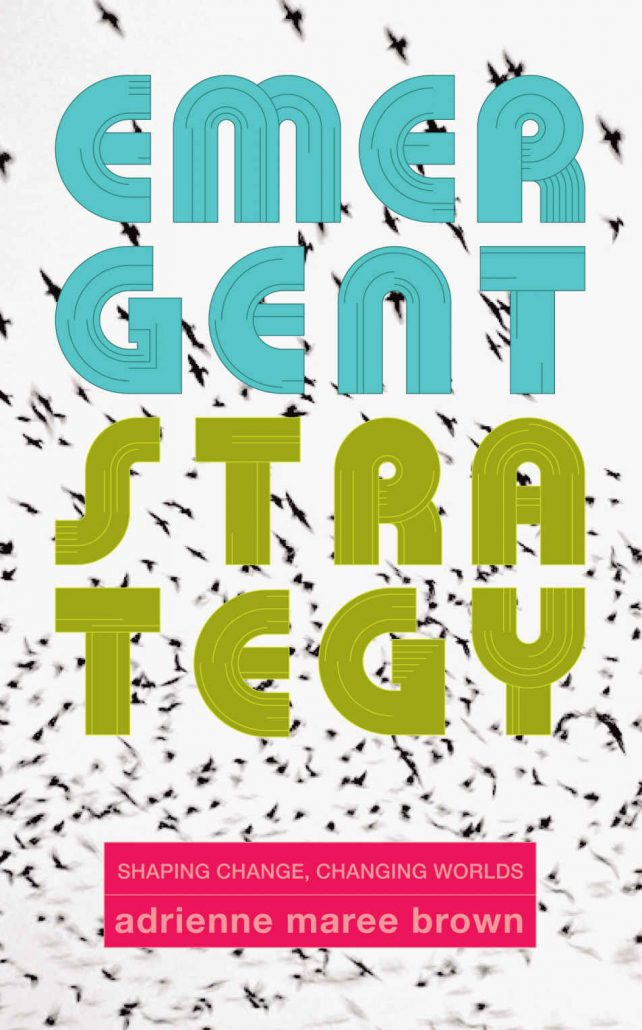 EMER
GENT
STRA
TEGY
SHAPING CHANGE, CHANGING WORLDS
adrienne maree brown